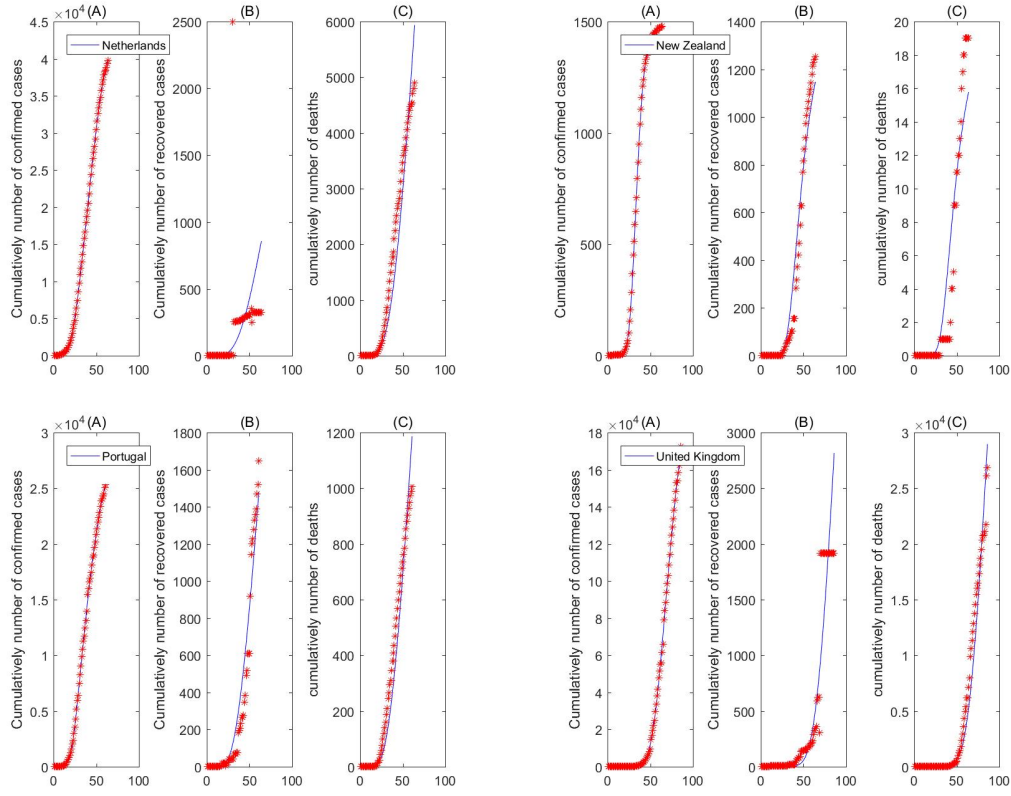 ×10⁴ (A)
Netherlands
Cumulatively number of confirmed cases
4.5
4
3.5
3
2.5
2
1.5
1
0.5
0
0 50 100
(B)
Cumulatively number of recovered cases
2500
2000
1500
1000
500
0
0 50 100
(C)
cumulatively number of deaths
6000
5000
4000
3000
2000
1000
0
0 50 100
(A)
New Zealand
Cumulatively number of confirmed cases
1500
1000
500
0
0 50 100
(B)
Cumulatively number of recovered cases
1400
1200
1000
800
600
400
200
0
0 50 100
(C)
cumulatively number of deaths
20
18
16
14
12
10
8
6
4
2
0
0 50 100
×10⁴ (A)
Portugal
Cumulatively number of confirmed cases
3
2.5
2
1.5
1
0.5
0
0 50 100
(B)
Cumulatively number of recovered cases
1800
1600
1400
1200
1000
800
600
400
200
0
0 50 100
(C)
cumulatively number of deaths
1200
1000
800
600
400
200
0
0 50 100
×10⁴ (A)
United Kingdom
Cumulatively number of confirmed cases
18
16
14
12
10
8
6
4
2
0
0 50 100
(B)
Cumulatively number of recovered cases
3000
2500
2000
1500
1000
500
0
0 50 100
×10⁴ (C)
cumulatively number of deaths
3
2.5
2
1.5
1
0.5
0
0 50 100